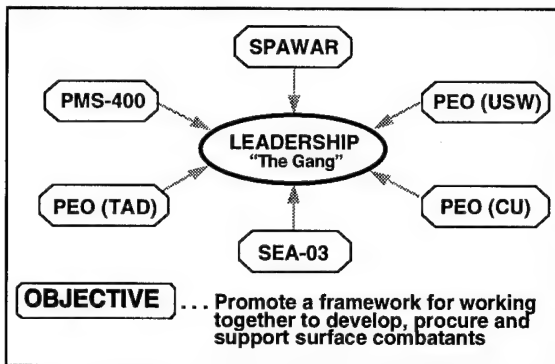 SPAWAR
PMS-400
PEO (USW)
LEADERSHIP
“The Gang”
PEO (TAD)
PEO (CU)
SEA-03
OBJECTIVE ... Promote a framework for working
together to develop, procure and
support surface combatants